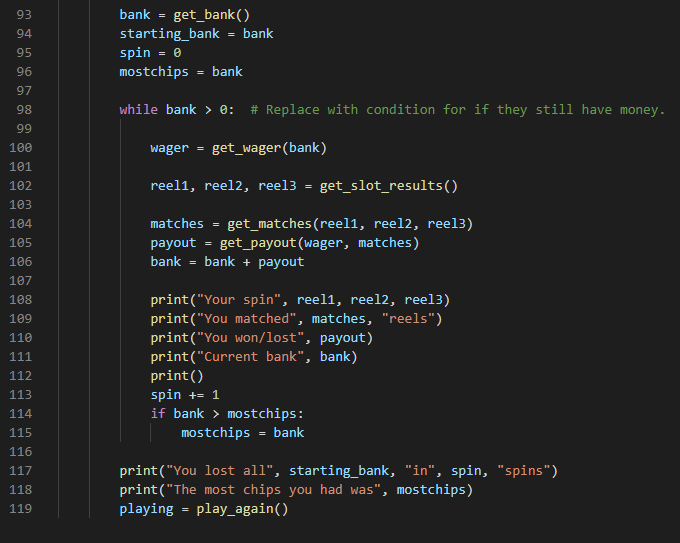 93 bank = get_bank()
94 starting_bank = bank
95 spin = 0
96 mostchips = bank
97
98 while bank > 0:  # Replace with condition for if they still have money.
99
100 wager = get_wager(bank)
101
102 reel1, reel2, reel3 = get_slot_results()
103
104 matches = get_matches(reel1, reel2, reel3)
105 payout = get_payout(wager, matches)
106 bank = bank + payout
107
108 print("Your spin", reel1, reel2, reel3)
109 print("You matched", matches, "reels")
110 print("You won/lost", payout)
111 print("Current bank", bank)
112 print()
113 spin += 1
114 if bank > mostchips:
115 mostchips = bank
116
117 print("You lost all", starting_bank, "in", spin, "spins")
118 print("The most chips you had was", mostchips)
119 playing = play_again()